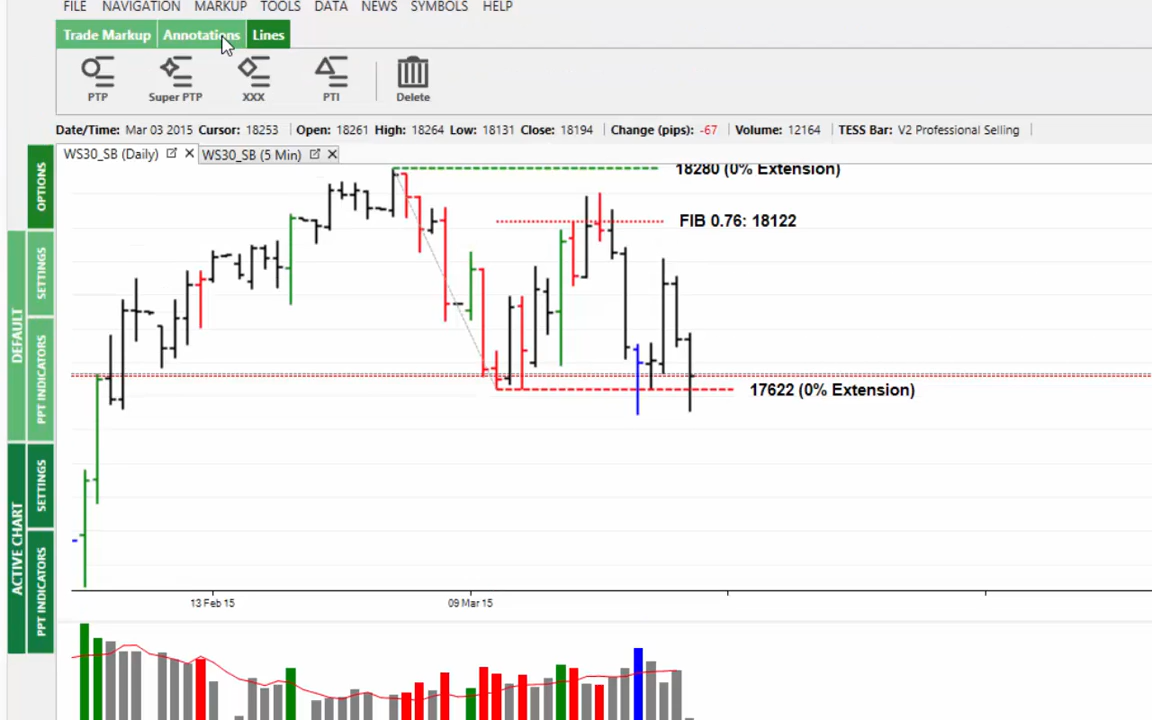 FILE NAVIGATION MARKUP TOOLS DATA NEWS SYMBOLS HELP
Trade Markup Annotations Lines
PTP Super PTP XXX PTI Delete
Date/Time: Mar 03 2015 Cursor: 18253 Open: 18261 High: 18264 Low: 18131 Close: 18194 Change (pips): -67 Volume: 12164 TESS Bar: V2 Professional Selling
WS30_SB (Daily) WS30_SB (5 Min)
OPTIONS
DEFAULT
SETTINGS
PPT INDICATORS
ACTIVE CHART
SETTINGS
PPT INDICATORS
18280 (0% Extension)
FIB 0.76: 18122
17622 (0% Extension)
13 Feb 15 09 Mar 15